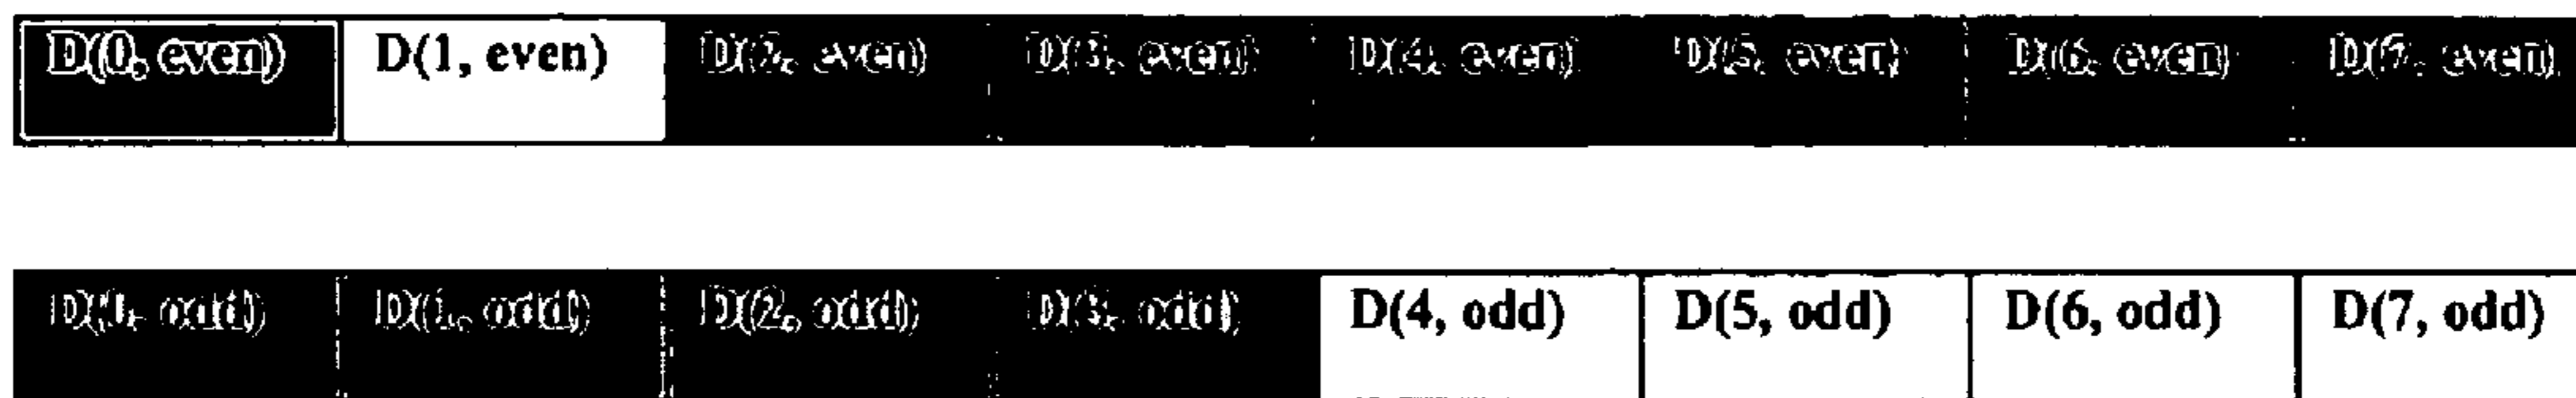 D(0, even) D(1, even) D(2, even) D(3, even) D(4, even) D(5, even) D(6, even) D(7, even)
D(0, odd) D(1, odd) D(2, odd) D(3, odd) D(4, odd) D(5, odd) D(6, odd) D(7, odd)